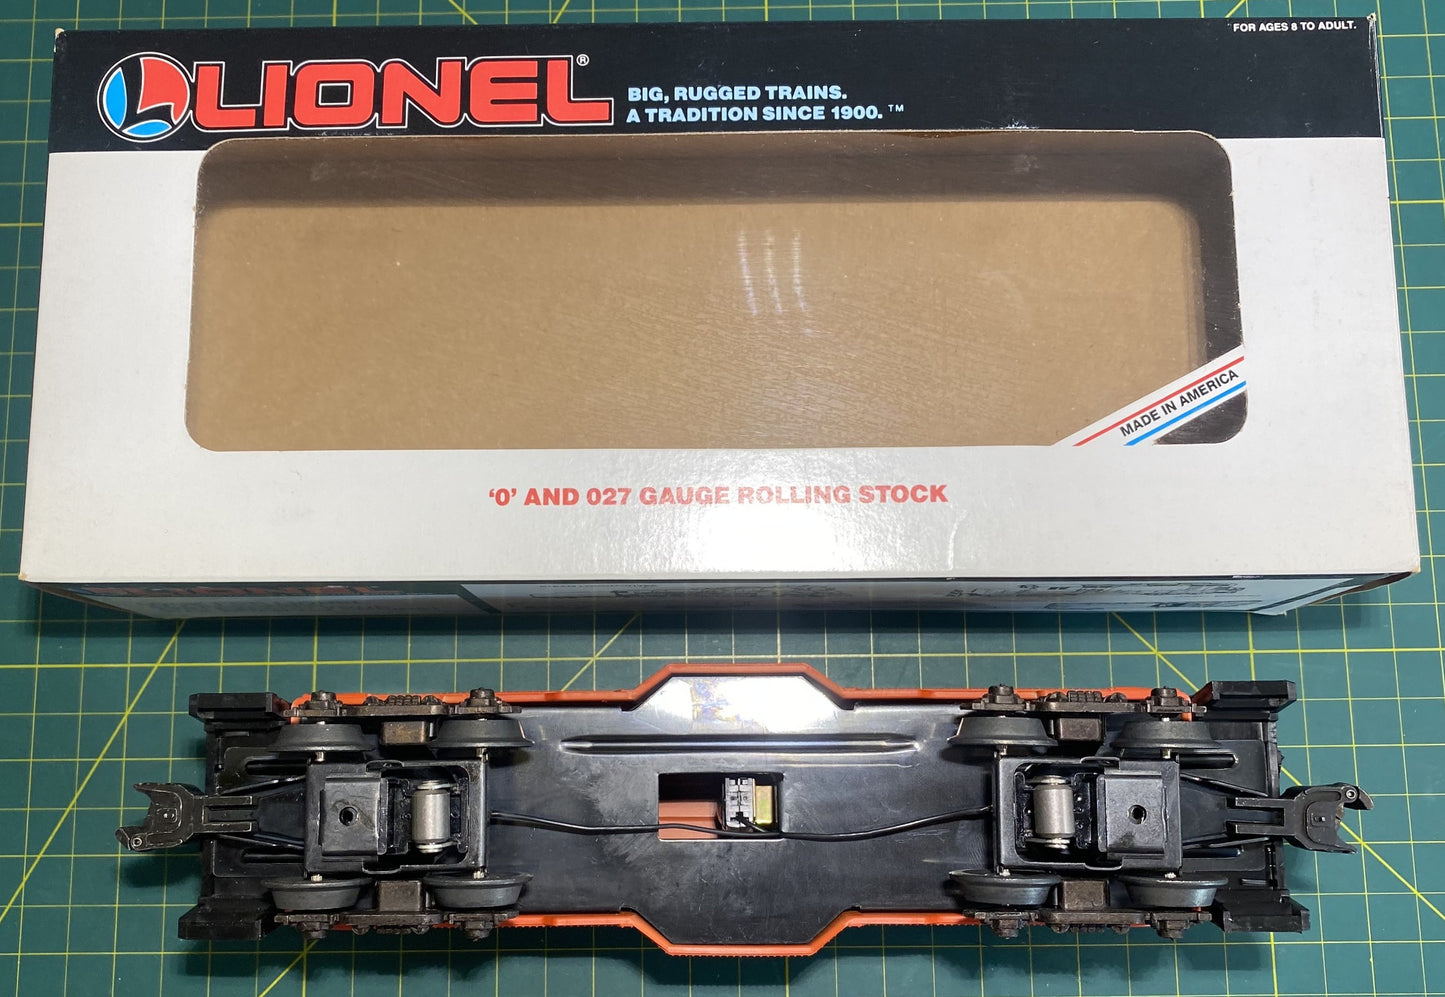 FOR AGES 8 TO ADULT.
LIONEL®
BIG, RUGGED TRAINS.
A TRADITION SINCE 1900.™
MADE IN AMERICA
‘O’ AND 027 GAUGE ROLLING STOCK